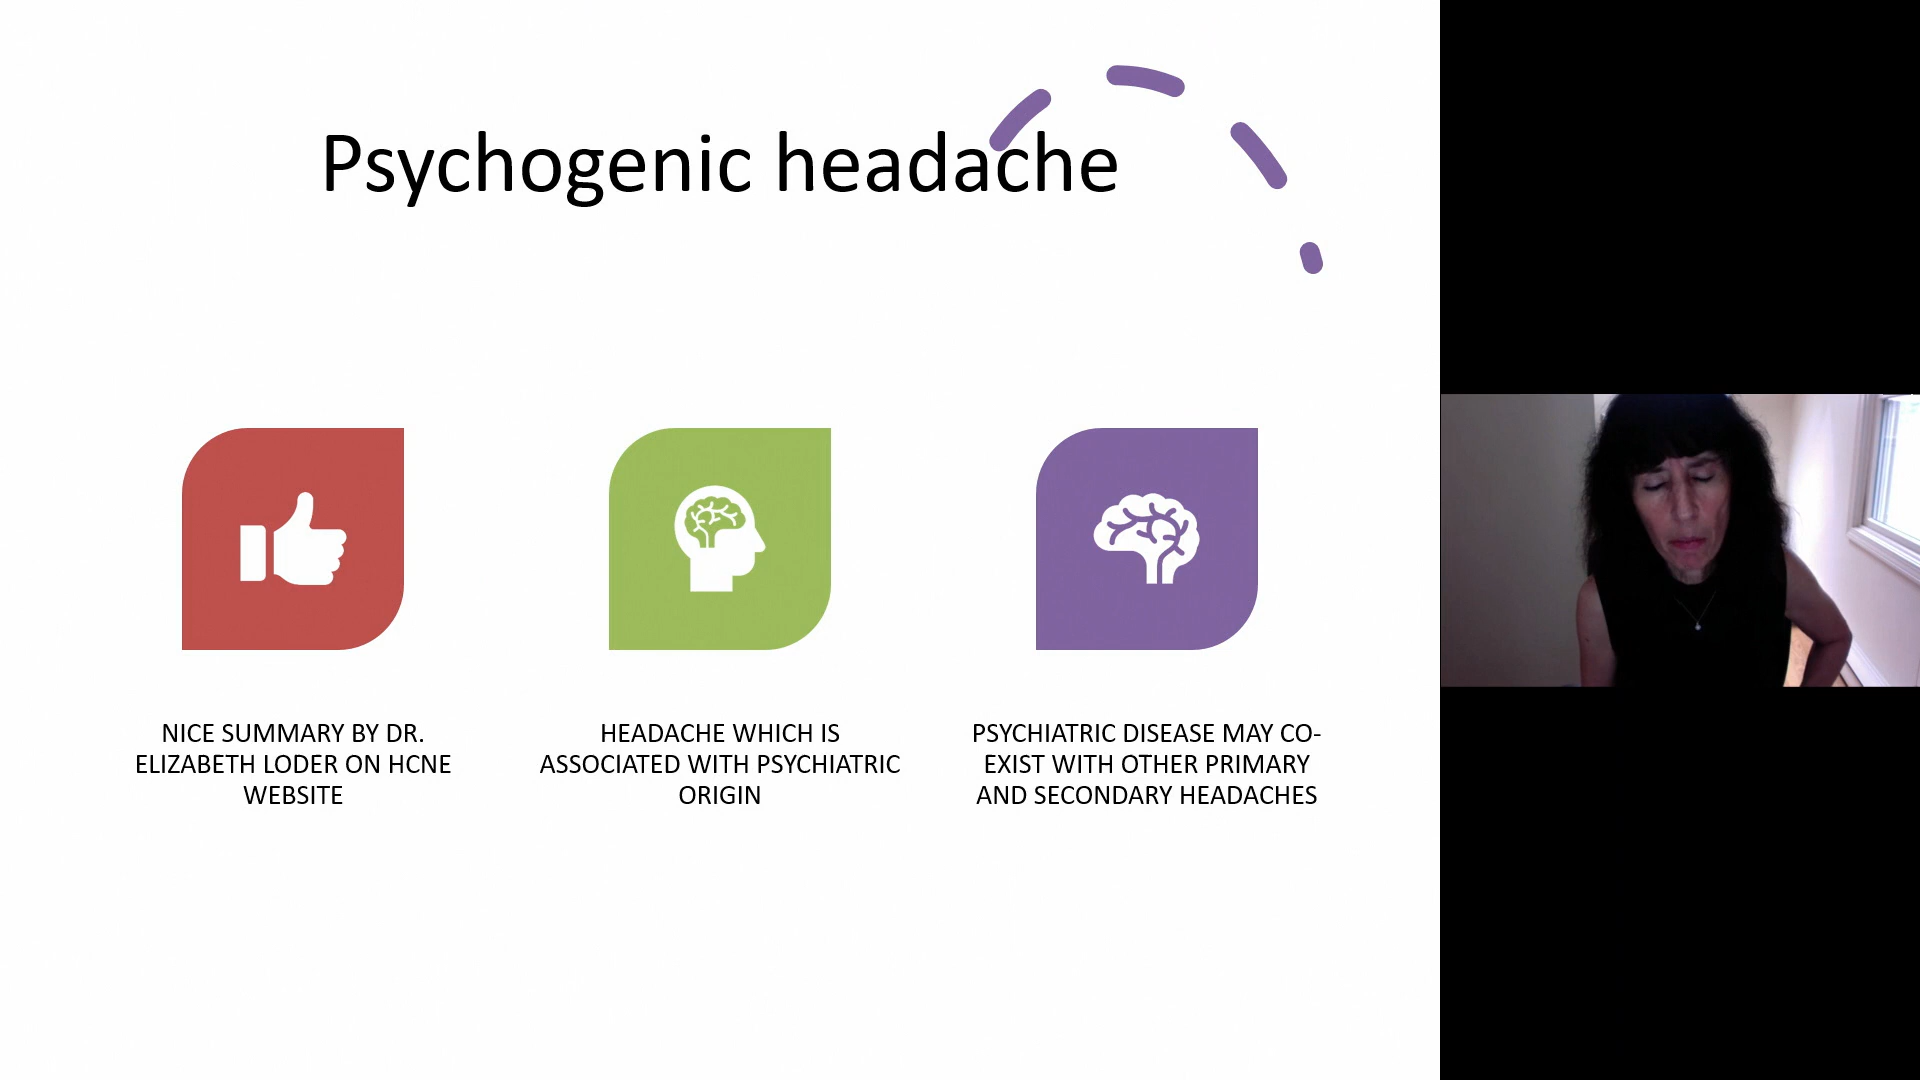 Psychogenic headache
NICE SUMMARY BY DR.
ELIZABETH LODER ON HCNE
WEBSITE
HEADACHE WHICH IS
ASSOCIATED WITH PSYCHIATRIC
ORIGIN
PSYCHIATRIC DISEASE MAY CO-
EXIST WITH OTHER PRIMARY
AND SECONDARY HEADACHES